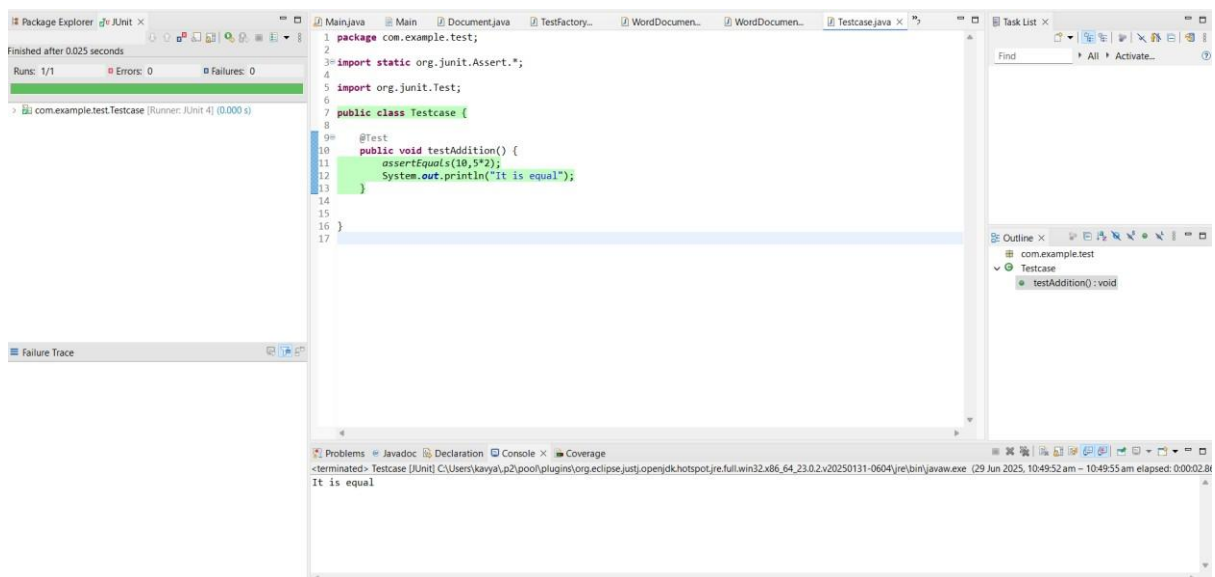 Package Explorer JUnit
Finished after 0.025 seconds
Runs: 1/1 Errors: 0 Failures: 0
com.example.test.Testcase [Runner: JUnit 4] (0.000 s)
Failure Trace
Main.java Main Document.java TestFactory... WordDocumen... WordDocumen... Testcase.java
1 package com.example.test;
2
3 import static org.junit.Assert.*;
4
5 import org.junit.Test;
6
7 public class Testcase {
8
9 @Test
10 public void testAddition() {
11 assertEquals(10,5*2);
12 System.out.println("It is equal");
13 }
14
15
16 }
17
Task List
Find All Activate...
Outline
com.example.test
Testcase
testAddition() : void
Problems Javadoc Declaration Console Coverage
<terminated> Testcase [JUnit] C:\Users\kavya\.p2\pool\plugins\org.eclipse.justj.openjdk.hotspot.jre.full.win32.x86_64_23.0.2.v20250131-0604\jre\bin\javaw.exe (29 Jun 2025, 10:49:52 am – 10:49:55 am elapsed: 0:00:02.86
It is equal